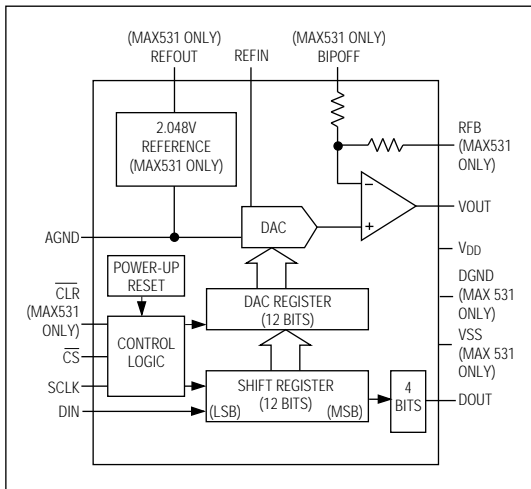 (MAX531 ONLY)
REFOUT
REFIN
(MAX531 ONLY)
BIPOFF
2.048V
REFERENCE
(MAX531 ONLY)
RFB
(MAX531
ONLY)
DAC
−
+
VOUT
AGND
VDD
POWER-UP
RESET
CLR
(MAX531
ONLY)
DAC REGISTER
(12 BITS)
DGND
(MAX 531
ONLY)
CONTROL
LOGIC
CS
VSS
(MAX 531
ONLY)
SCLK
SHIFT REGISTER
(12 BITS)
4
BITS
DOUT
DIN
(LSB)
(MSB)